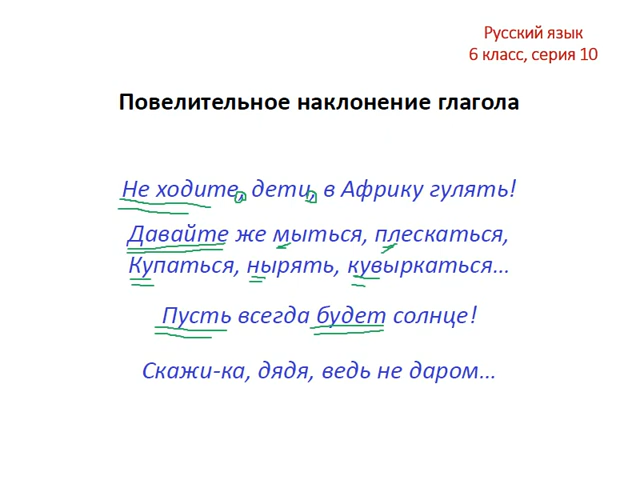 Русский язык
6 класс, серия 10
Повелительное наклонение глагола
Не ходите, дети, в Африку гулять!
Давайте же мыться, плескаться,
Купаться, нырять, кувыркаться...
Пусть всегда будет солнце!
Скажи-ка, дядя, ведь не даром...